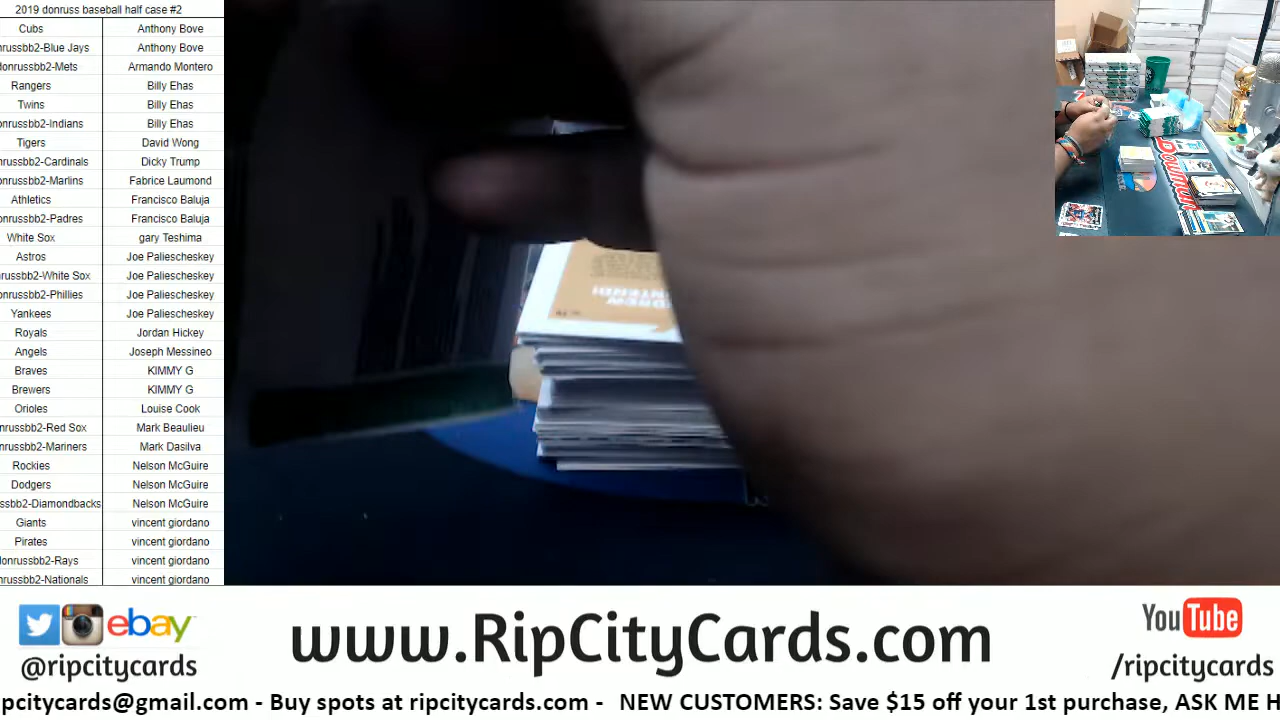 2019 donruss baseball half case #2
Cubs Anthony Bove
nrussbb2-Blue Jays Anthony Bove
donrussbb2-Mets Armando Montero
Rangers Billy Ehas
Twins Billy Ehas
onrussbb2-Indians Billy Ehas
Tigers David Wong
onrussbb2-Cardinals Dicky Trump
onrussbb2-Marlins Fabrice Laumond
Athletics Francisco Baluja
onrussbb2-Padres Francisco Baluja
White Sox gary Teshima
Astros Joe Paliescheskey
russbb2-White Sox Joe Paliescheskey
onrussbb2-Phillies Joe Paliescheskey
Yankees Joe Paliescheskey
Royals Jordan Hickey
Angels Joseph Messineo
Braves KIMMY G
Brewers KIMMY G
Orioles Louise Cook
onrussbb2-Red Sox Mark Beaulieu
nrussbb2-Mariners Mark Dasilva
Rockies Nelson McGuire
Dodgers Nelson McGuire
ssbb2-Diamondbacks Nelson McGuire
Giants vincent giordano
Pirates vincent giordano
donrussbb2-Rays vincent giordano
nrussbb2-Nationals vincent giordano
ebay
@ripcitycards
www.RipCityCards.com
YouTube
/ripcitycards
ipcitycards@gmail.com - Buy spots at ripcitycards.com - NEW CUSTOMERS: Save $15 off your 1st purchase, ASK ME H